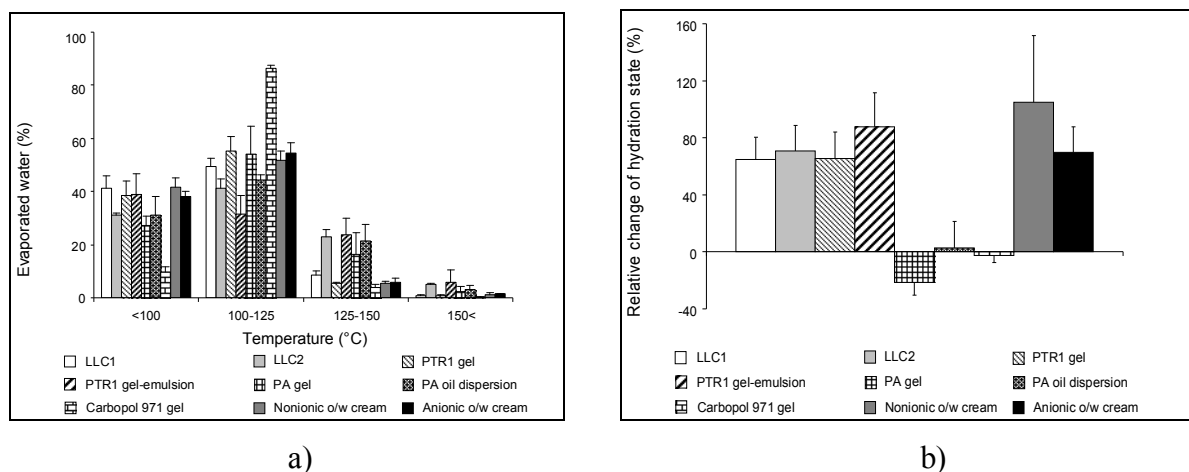 Evaporated water (%)
100
80
60
40
20
0
<100
100-125
125-150
150<
Temperature (°C)
LLC1
LLC2
PTR1 gel
PTR1 gel-emulsion
PA gel
PA oil dispersion
Carbopol 971 gel
Nonionic o/w cream
Anionic o/w cream
a)
Relative change of hydration state (%)
160
120
80
40
0
-40
LLC1
LLC2
PTR1 gel
PTR1 gel-emulsion
PA gel
PA oil dispersion
Carbopol 971 gel
Nonionic o/w cream
Anionic o/w cream
b)